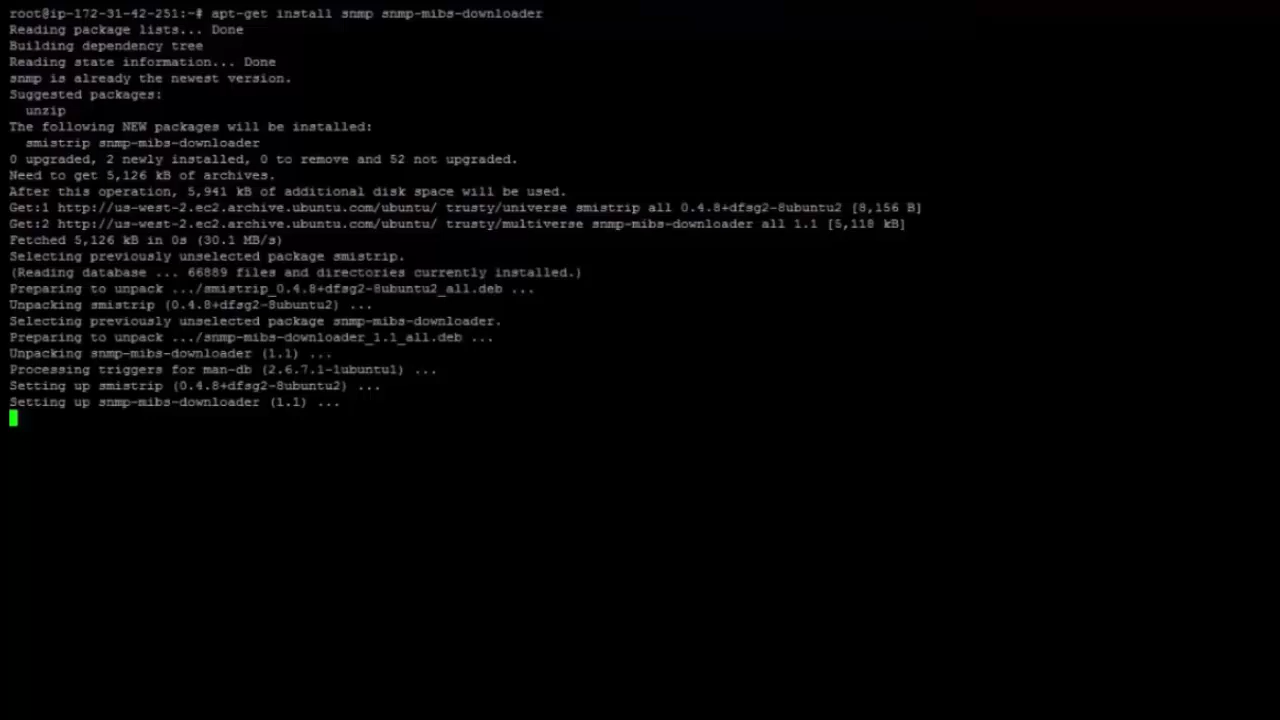 root@ip-172-31-42-251:~# apt-get install snmp snmp-mibs-downloader
Reading package lists... Done
Building dependency tree
Reading state information... Done
snmp is already the newest version.
Suggested packages:
  unzip
The following NEW packages will be installed:
  smistrip snmp-mibs-downloader
0 upgraded, 2 newly installed, 0 to remove and 52 not upgraded.
Need to get 5,126 kB of archives.
After this operation, 5,941 kB of additional disk space will be used.
Get:1 http://us-west-2.ec2.archive.ubuntu.com/ubuntu/ trusty/universe smistrip all 0.4.8+dfsg2-8ubuntu2 [8,156 B]
Get:2 http://us-west-2.ec2.archive.ubuntu.com/ubuntu/ trusty/multiverse snmp-mibs-downloader all 1.1 [5,118 kB]
Fetched 5,126 kB in 0s (30.1 MB/s)
Selecting previously unselected package smistrip.
(Reading database ... 66889 files and directories currently installed.)
Preparing to unpack .../smistrip_0.4.8+dfsg2-8ubuntu2_all.deb ...
Unpacking smistrip (0.4.8+dfsg2-8ubuntu2) ...
Selecting previously unselected package snmp-mibs-downloader.
Preparing to unpack .../snmp-mibs-downloader_1.1_all.deb ...
Unpacking snmp-mibs-downloader (1.1) ...
Processing triggers for man-db (2.6.7.1-1ubuntu1) ...
Setting up smistrip (0.4.8+dfsg2-8ubuntu2) ...
Setting up snmp-mibs-downloader (1.1) ...